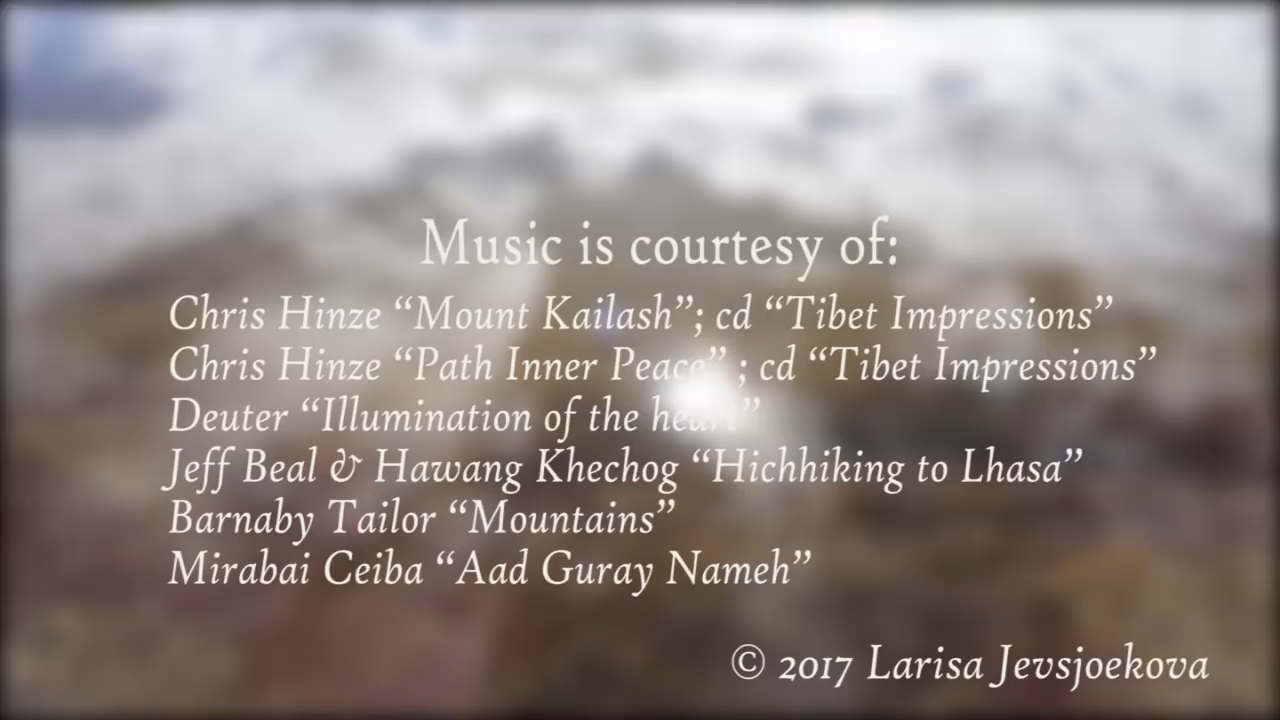 Music is courtesy of:
Chris Hinze “Mount Kailash”; cd “Tibet Impressions”
Chris Hinze “Path Inner Peace” ; cd “Tibet Impressions”
Deuter “Illumination of the heart”
Jeff Beal & Hawang Khechog “Hichhiking to Lhasa”
Barnaby Tailor “Mountains”
Mirabai Ceiba “Aad Guray Nameh”
© 2017 Larisa Jevsjoekova